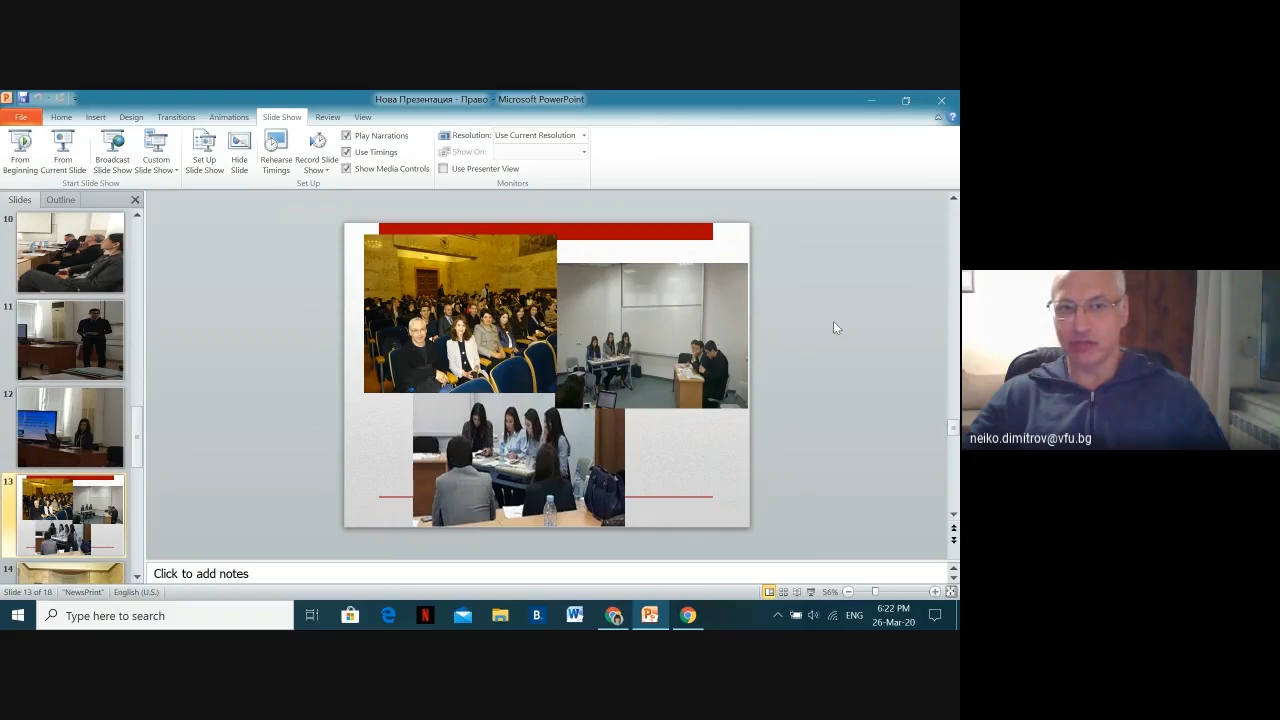 Нова Презентация - Право - Microsoft PowerPoint
File Home Insert Design Transitions Animations Slide Show Review View
From Beginning
From Current Slide
Broadcast Slide Show
Custom Slide Show
Set Up Slide Show
Hide Slide
Rehearse Timings
Record Slide Show
Play Narrations
Use Timings
Show Media Controls
Resolution: Use Current Resolution
Show On:
Use Presenter View
Start Slide Show
Set Up
Monitors
Slides Outline
10
11
12
13
14
Click to add notes
Slide 13 of 18 "NewsPrint" English (U.S.)
56%
Type here to search
ENG
6:22 PM
26-Mar-20
neiko.dimitrov@vfu.bg